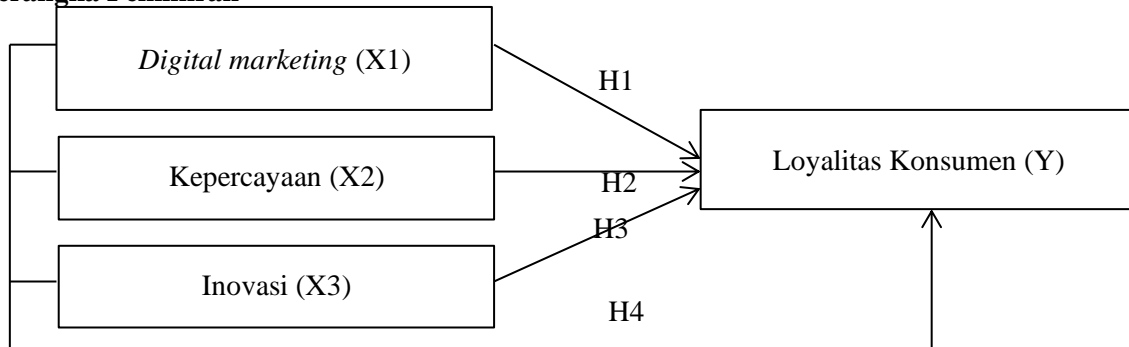 Digital marketing (X1)
H1
Loyalitas Konsumen (Y)
Kepercayaan (X2)
H2
H3
Inovasi (X3)
H4